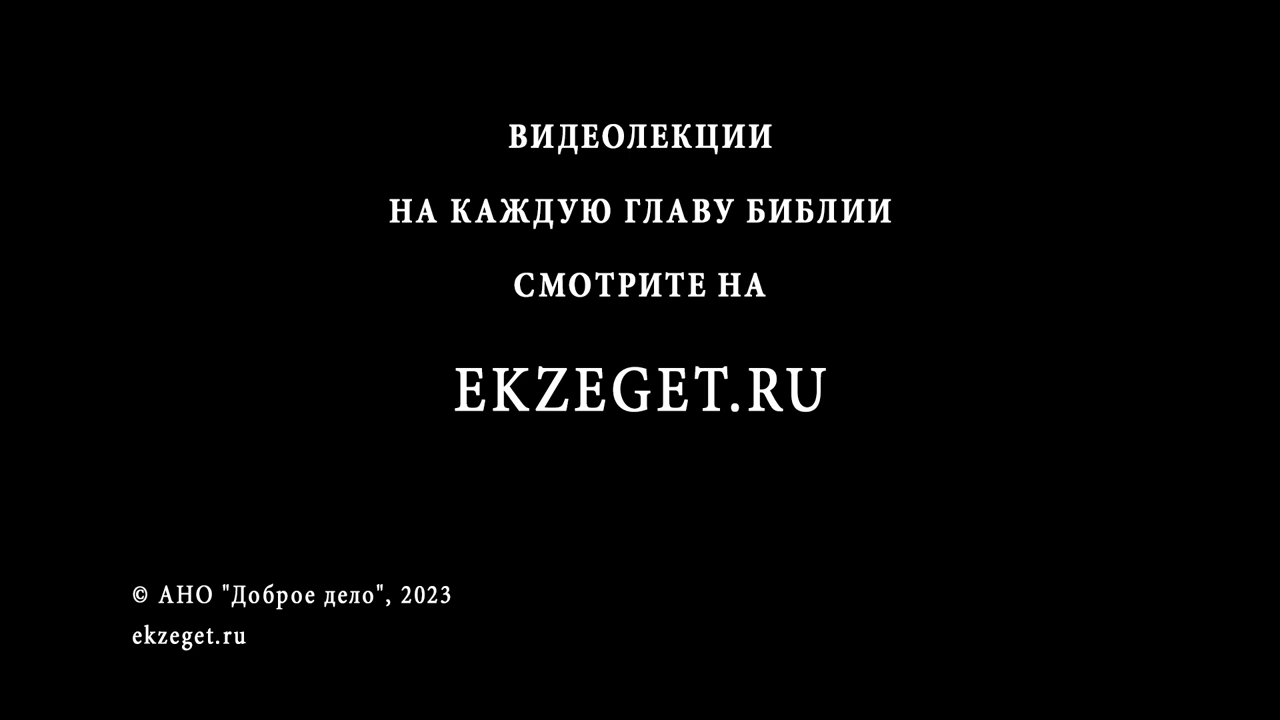 ВИДЕОЛЕКЦИИ
НА КАЖДУЮ ГЛАВУ БИБЛИИ
СМОТРИТЕ НА
EKZEGET.RU
© АНО "Доброе дело", 2023
ekzeget.ru